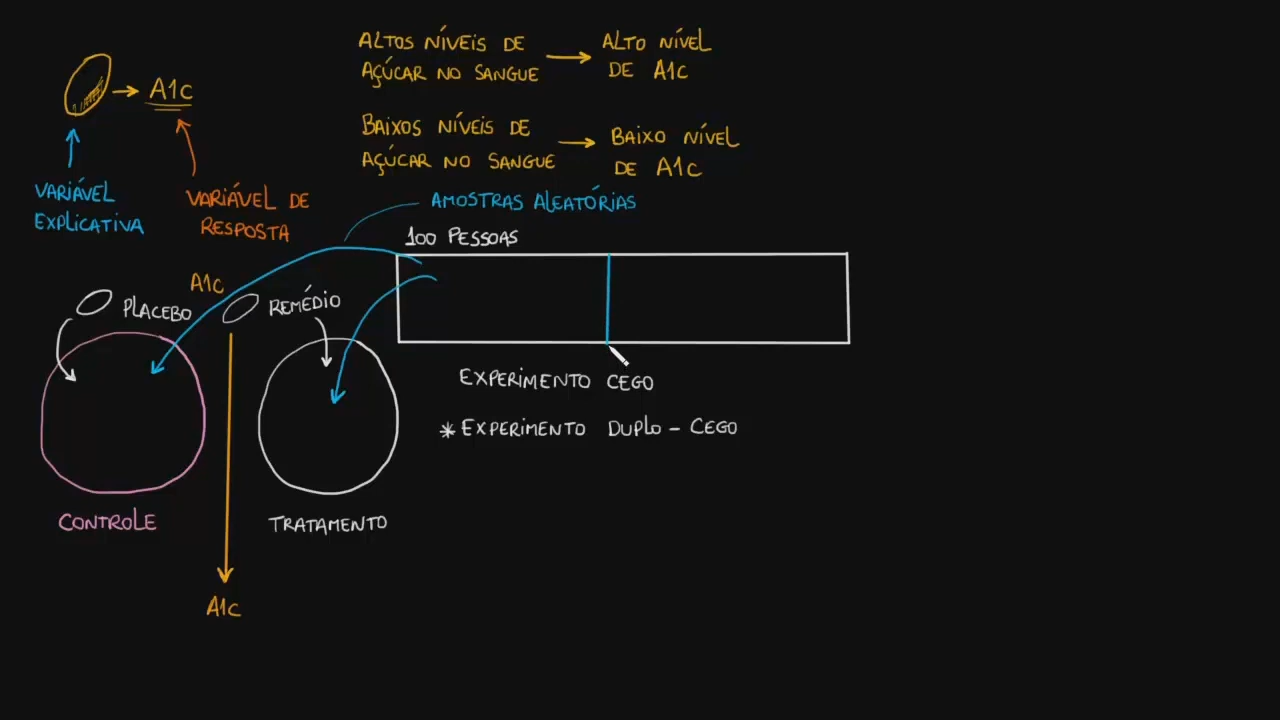 ALTOS NÍVEIS DE
AÇÚCAR NO SANGUE
ALTO NÍVEL
DE A1C
A1C
BAIXOS NÍVEIS DE
AÇÚCAR NO SANGUE
BAIXO NÍVEL
DE A1C
VARIÁVEL
EXPLICATIVA
VARIÁVEL DE
RESPOSTA
AMOSTRAS ALEATÓRIAS
100 PESSOAS
A1C
PLACEBO
REMÉDIO
EXPERIMENTO CEGO
* EXPERIMENTO DUPLO - CEGO
CONTROLE
TRATAMENTO
A1C